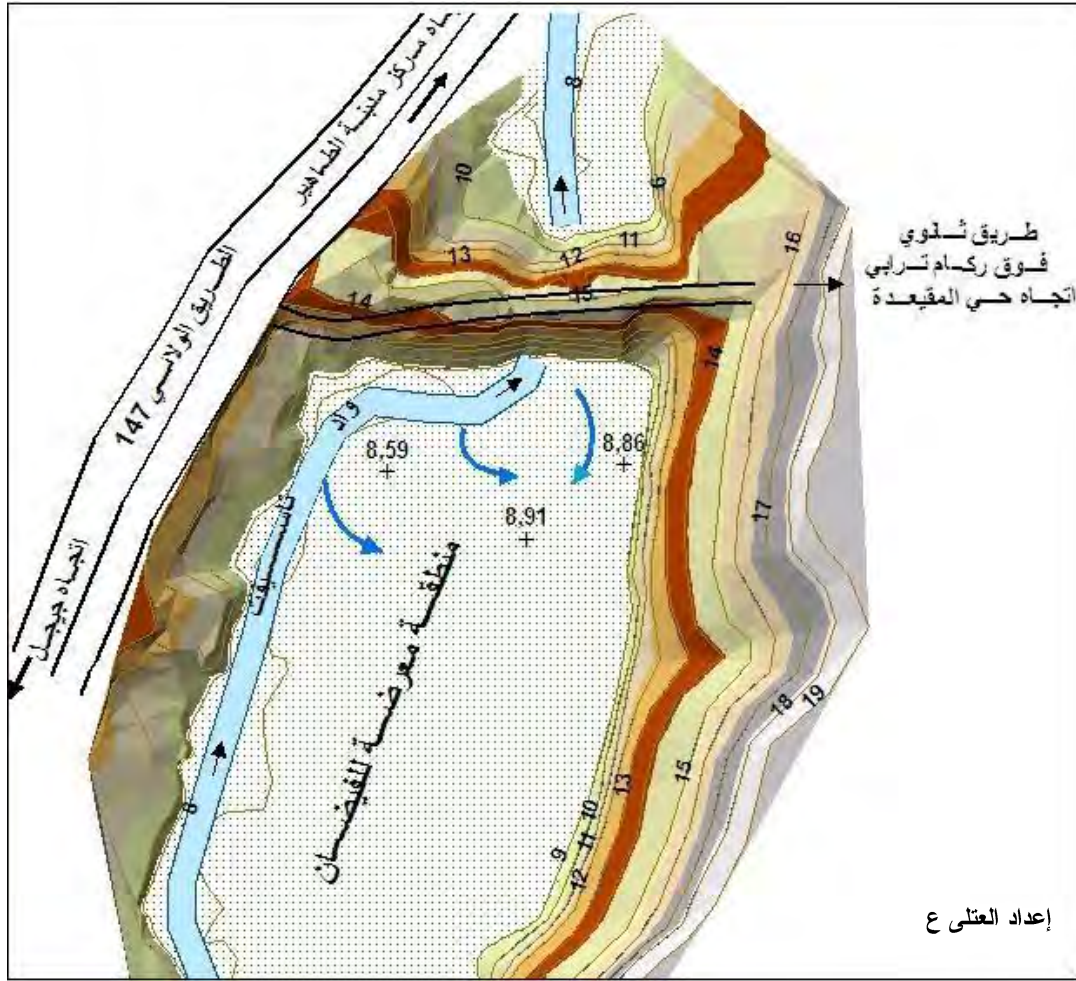 اتجاه مركز مدينة الطاهير
الطريق الولائي 147
اتجاه جيجل
8
10
6
11
12
13
16
15
14
طريق ثانوي
فوق ركام ترابي
اتجاه حي المقيعدة
واد
تاسيفت
8,59
8,86
8,91
14
17
منطقة معرضة للفيضان
18
19
15
13
10
11
9
12
8
إعداد العتلى ع